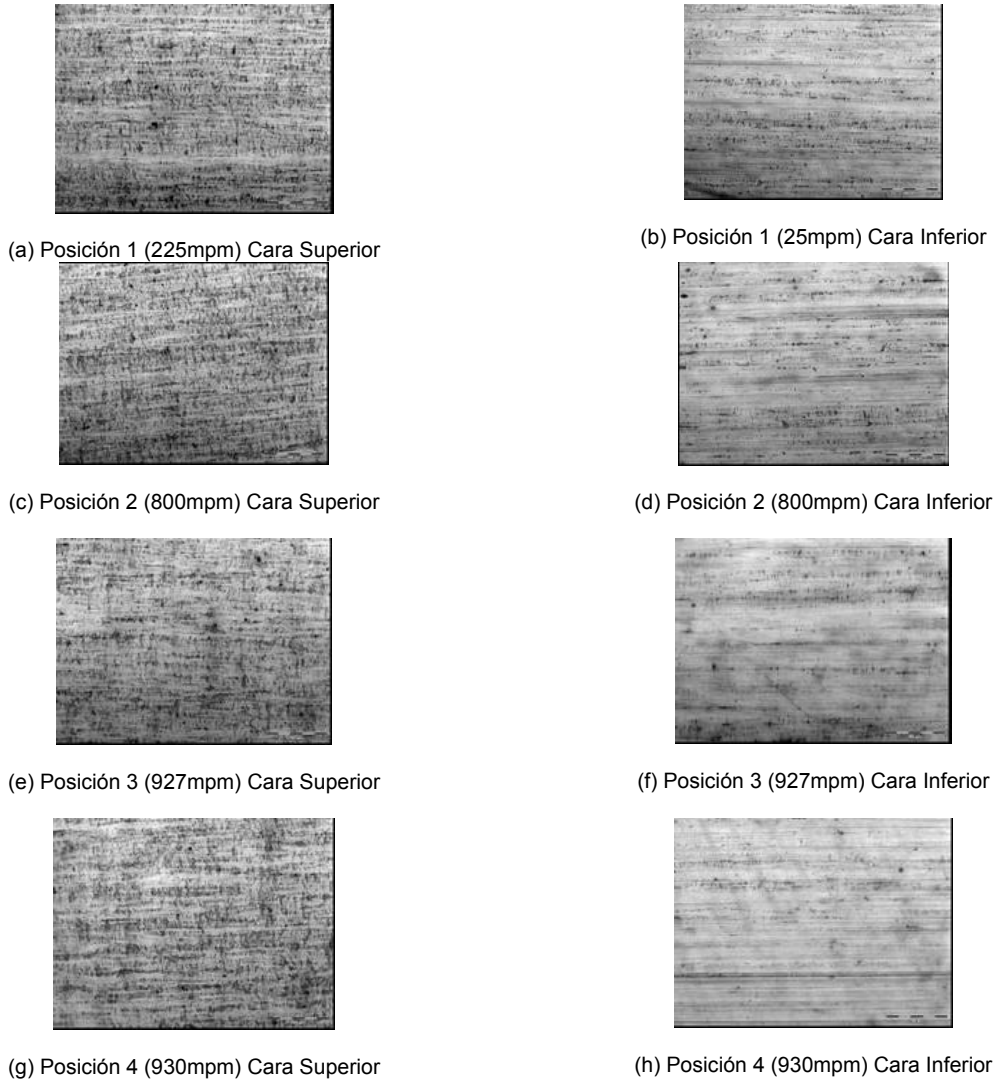 (a) Posición 1 (225mpm) Cara Superior
(b) Posición 1 (25mpm) Cara Inferior
(c) Posición 2 (800mpm) Cara Superior
(d) Posición 2 (800mpm) Cara Inferior
(e) Posición 3 (927mpm) Cara Superior
(f) Posición 3 (927mpm) Cara Inferior
(g) Posición 4 (930mpm) Cara Superior
(h) Posición 4 (930mpm) Cara Inferior